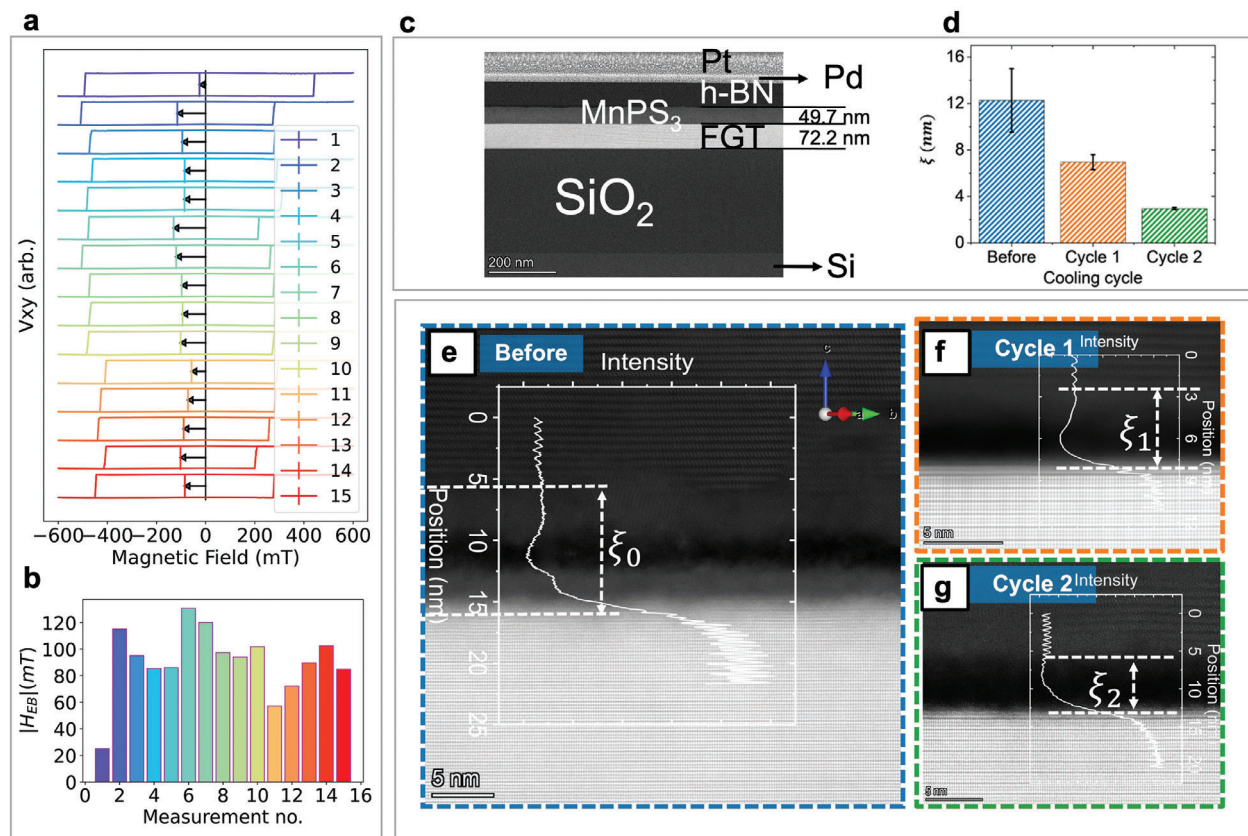 a
Vxy (arb.)
1
2
3
4
5
6
7
8
9
10
11
12
13
14
15
−600 −400 −200 0 200 400 600
Magnetic Field (mT)
b
|H_EB|(mT)
120
100
80
60
40
20
0
0 2 4 6 8 10 12 14 16
Measurement no.
c
Pt
Pd
h-BN
MnPS₃
49.7 nm
FGT
72.2 nm
SiO₂
200 nm
Si
d
ξ (nm)
16
12
8
4
0
Before Cycle 1 Cycle 2
Cooling cycle
e
Before
Intensity
c
a
b
Position (nm)
0
5
10
15
20
25
ξ₀
5 nm
f
Cycle 1
Intensity
Position (nm)
0
3
6
9
ξ₁
5 nm
g
Cycle 2
Intensity
Position (nm)
0
5
10
15
20
ξ₂
5 nm